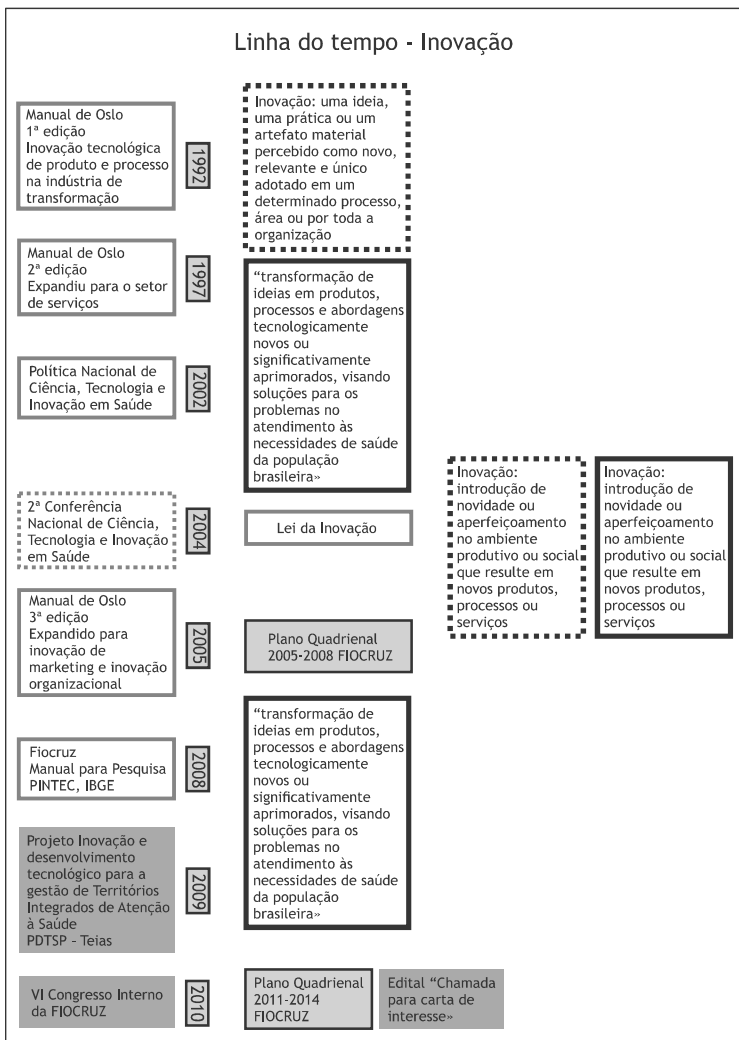 Linha do tempo - Inovação
Manual de Oslo
1ª edição
Inovação tecnológica
de produto e processo
na indústria de
transformação
1992
Inovação: uma ideia,
uma prática ou um
artefato material
percebido como novo,
relevante e único
adotado em um
determinado processo,
área ou por toda a
organização
Manual de Oslo
2ª edição
Expandiu para o setor
de serviços
1997
“transformação de
ideias em produtos,
processos e abordagens
tecnologicamente
novos ou
significativamente
aprimorados, visando
soluções para os
problemas no
atendimento às
necessidades de saúde
da população
brasileira»
Política Nacional de
Ciência, Tecnologia e
Inovação em Saúde
2002
2ª Conferência
Nacional de Ciência,
Tecnologia e Inovação
em Saúde
2004
Lei da Inovação
Inovação:
introdução de
novidade ou
aperfeiçoamento
no ambiente
produtivo ou social
que resulte em
novos produtos,
processos ou
serviços
Inovação:
introdução de
novidade ou
aperfeiçoamento
no ambiente
produtivo ou social
que resulte em
novos produtos,
processos ou
serviços
Manual de Oslo
3ª edição
Expandido para
inovação de
marketing e inovação
organizacional
2005
Plano Quadrienal
2005-2008 FIOCRUZ
Fiocruz
Manual para Pesquisa
PINTEC, IBGE
2008
“transformação de
ideias em produtos,
processos e abordagens
tecnologicamente
novos ou
significativamente
aprimorados, visando
soluções para os
problemas no
atendimento às
necessidades de saúde
da população
brasileira»
Projeto Inovação e
desenvolvimento
tecnológico para a
gestão de Territórios
Integrados de Atenção
à Saúde
PDTSP - Teias
2009
VI Congresso Interno
da FIOCRUZ
2010
Plano Quadrienal
2011-2014
FIOCRUZ
Edital “Chamada
para carta de
interesse»